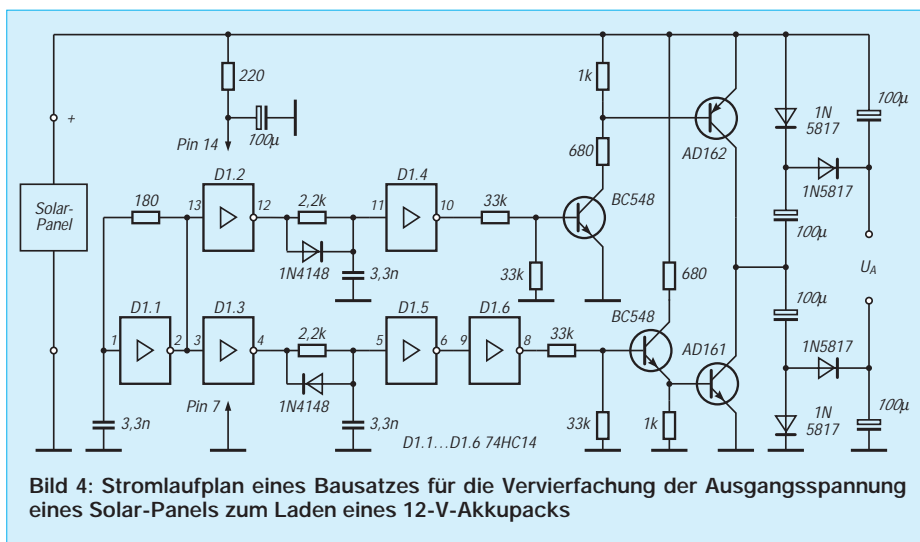 220
1k
100µ
1N
5817
+
Pin 14
100µ
AD162
680
1N5817
D1.2
D1.4
180
13
12
2,2k
11
10
33k
BC548
Solar-
Panel
1N4148
3,3n
33k
100µ
UA
680
D1.1
D1.3
D1.5
D1.6
BC548
100µ
2,2k
33k
AD161
1N5817
1
2
3
4
5
6
9
8
Pin 7
1N4148
3,3n
3,3n
33k
1k
1N
5817
100µ
D1.1...D1.6 74HC14
Bild 4: Stromlaufplan eines Bausatzes für die Vervierfachung der Ausgangsspannung
eines Solar-Panels zum Laden eines 12-V-Akkupacks